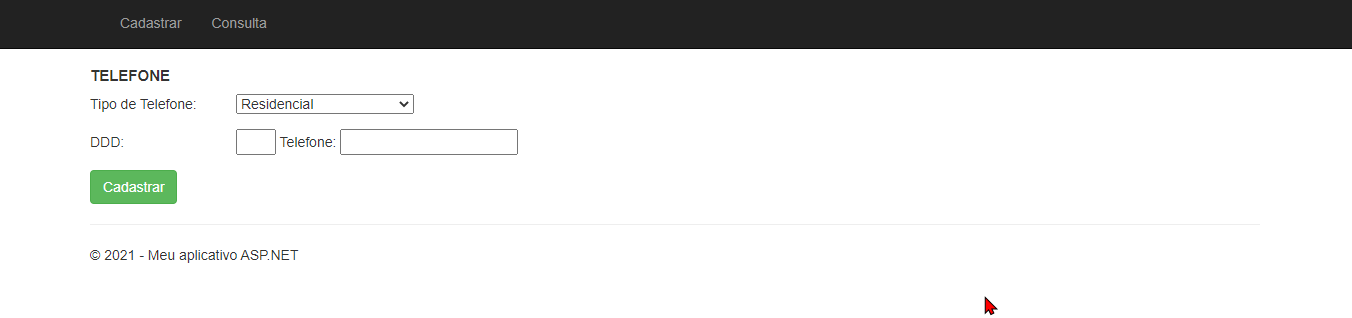 Cadastrar Consulta
TELEFONE
Tipo de Telefone: Residencial
DDD: Telefone:
Cadastrar
© 2021 - Meu aplicativo ASP.NET